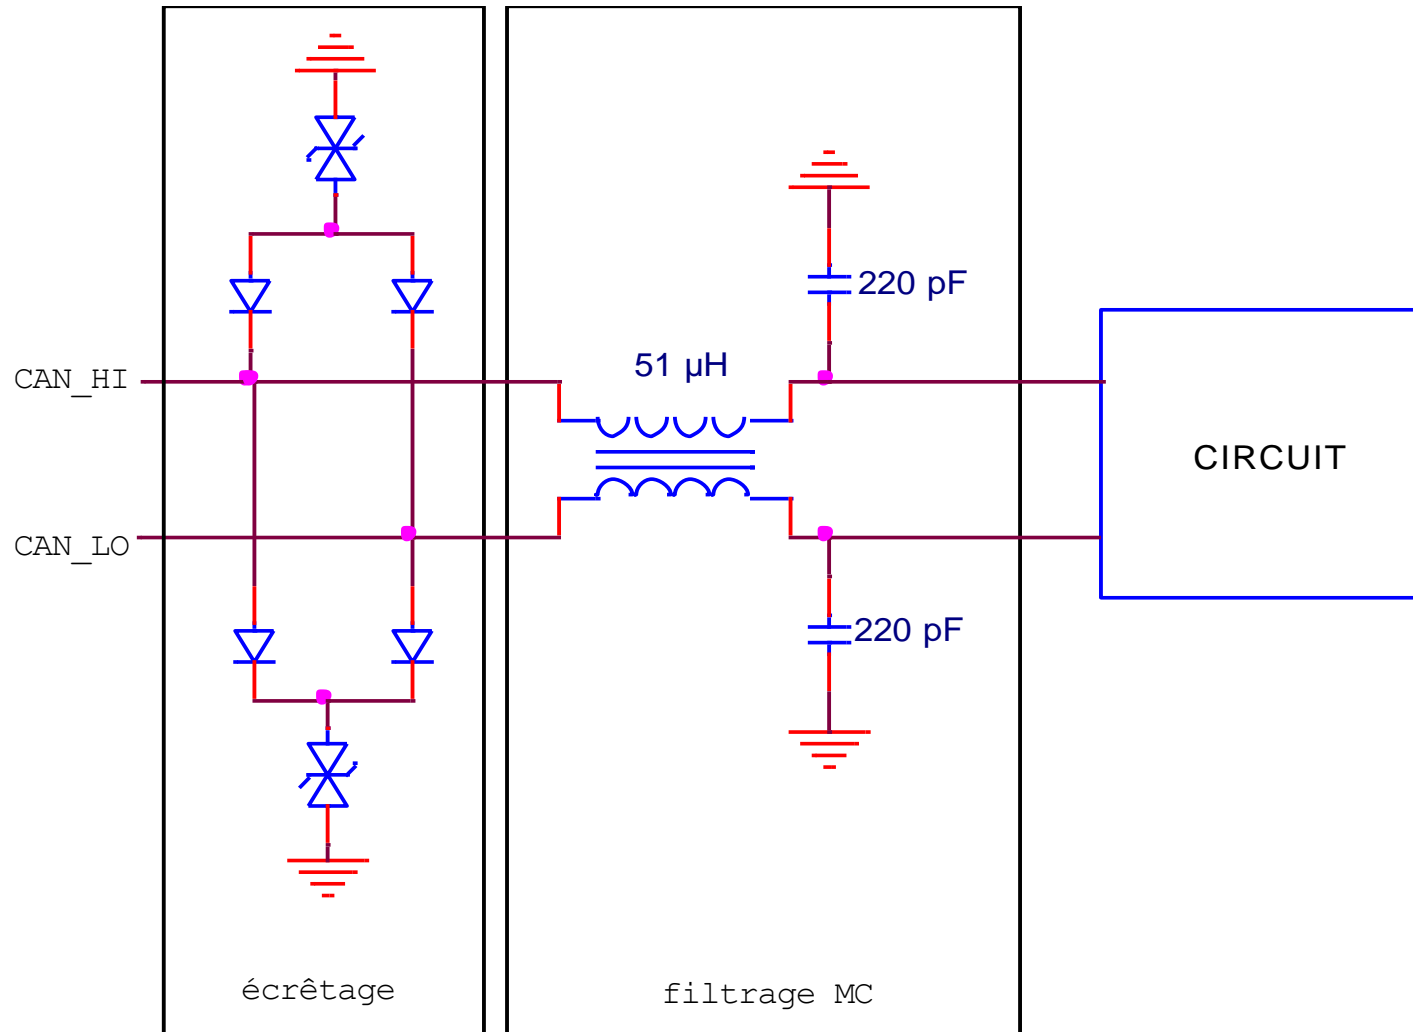 220 pF
51 µH
CAN_HI
CIRCUIT
CAN_LO
220 pF
écrêtage
filtrage MC